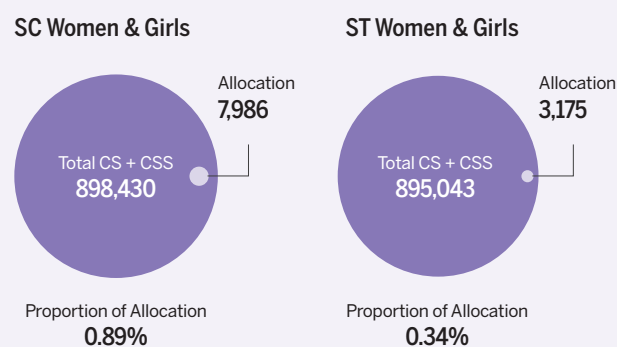 SC Women & Girls
Allocation
7,986
Total CS + CSS
898,430
Proportion of Allocation
0.89%
ST Women & Girls
Allocation
3,175
Total CS + CSS
895,043
Proportion of Allocation
0.34%